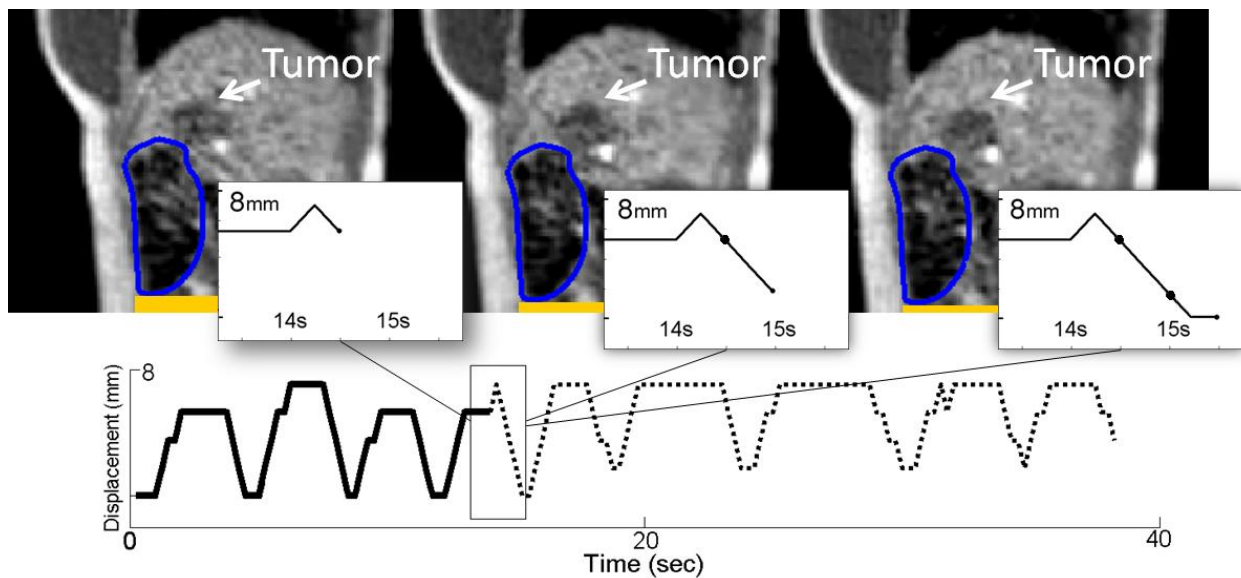 Tumor
Tumor
Tumor
8mm
14s 15s
8mm
14s 15s
8mm
14s 15s
8
Displacement (mm)
0 20 40
Time (sec)